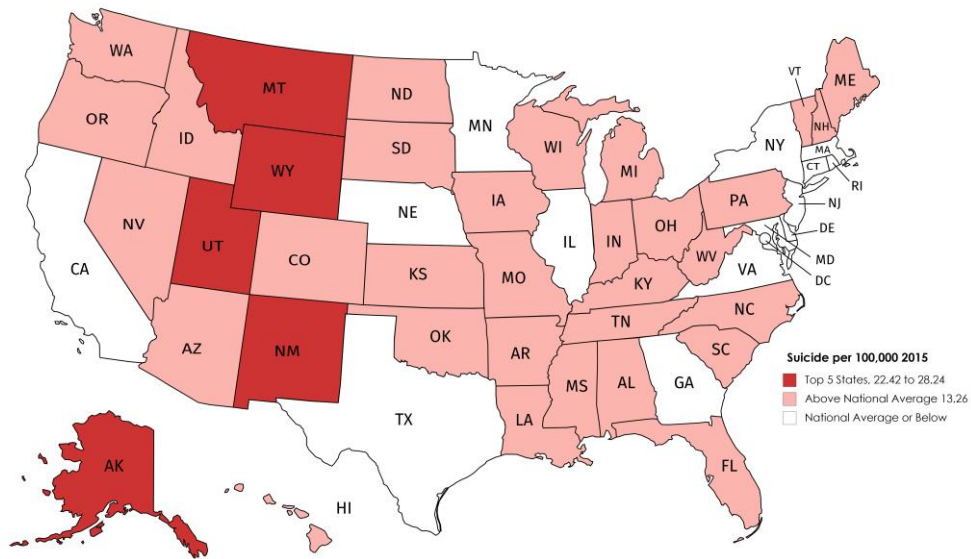 WA
MT
ND
MN
VT
ME
OR
ID
SD
WI
MI
NH
NY
MA
CT
RI
WY
IA
PA
NJ
NE
OH
DE
NV
UT
IL
IN
WV
MD
CA
CO
KS
MO
KY
VA
DC
NC
TN
AZ
NM
OK
AR
SC
MS
AL
GA
TX
LA
FL
AK
HI
Suicide per 100,000 2015
Top 5 States, 22.42 to 28.24
Above National Average 13.26
National Average or Below